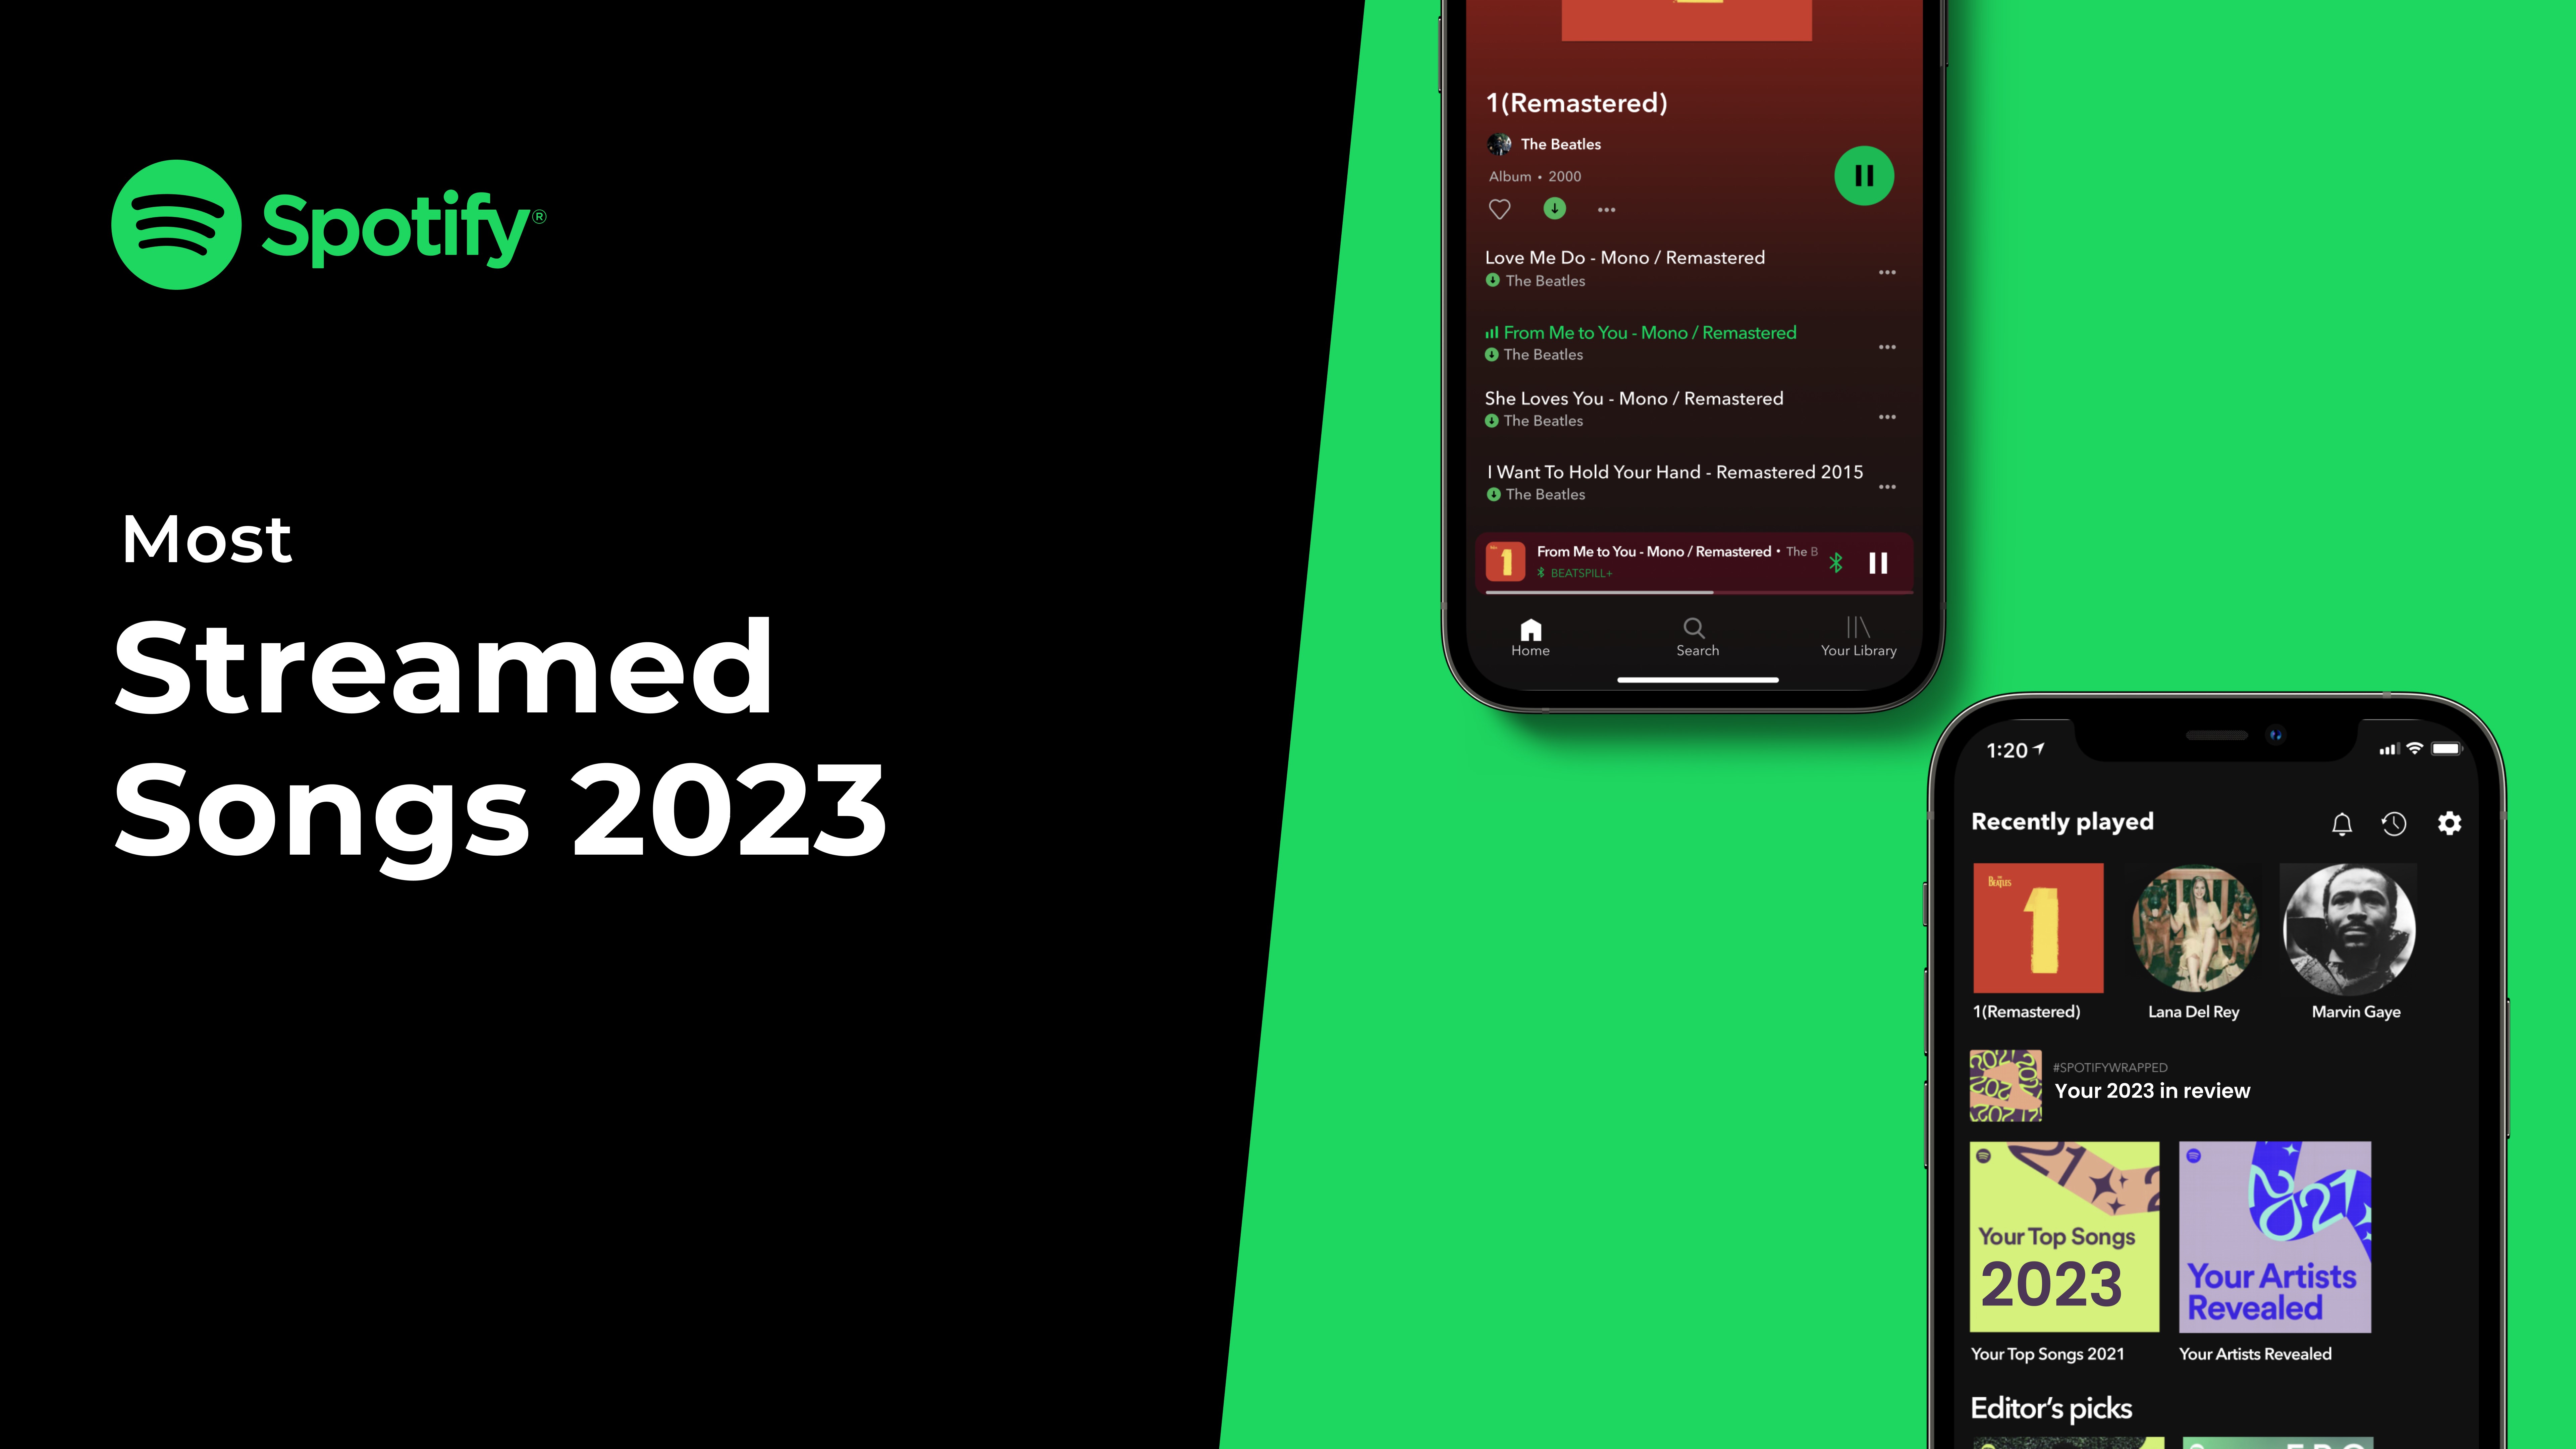 Spotify®
Most
Streamed
Songs 2023
1(Remastered)
The Beatles
Album • 2000
Love Me Do - Mono / Remastered
The Beatles
From Me to You - Mono / Remastered
The Beatles
She Loves You - Mono / Remastered
The Beatles
I Want To Hold Your Hand - Remastered 2015
The Beatles
1
From Me to You - Mono / Remastered • The B
BEATSPILL+
Home
Search
Your Library
1:20
Recently played
THE BEATLES
1
1(Remastered)
Lana Del Rey
Marvin Gaye
#SPOTIFYWRAPPED
Your 2023 in review
Your Top Songs
2023
Your Artists
Revealed
Your Top Songs 2021
Your Artists Revealed
Editor's picks